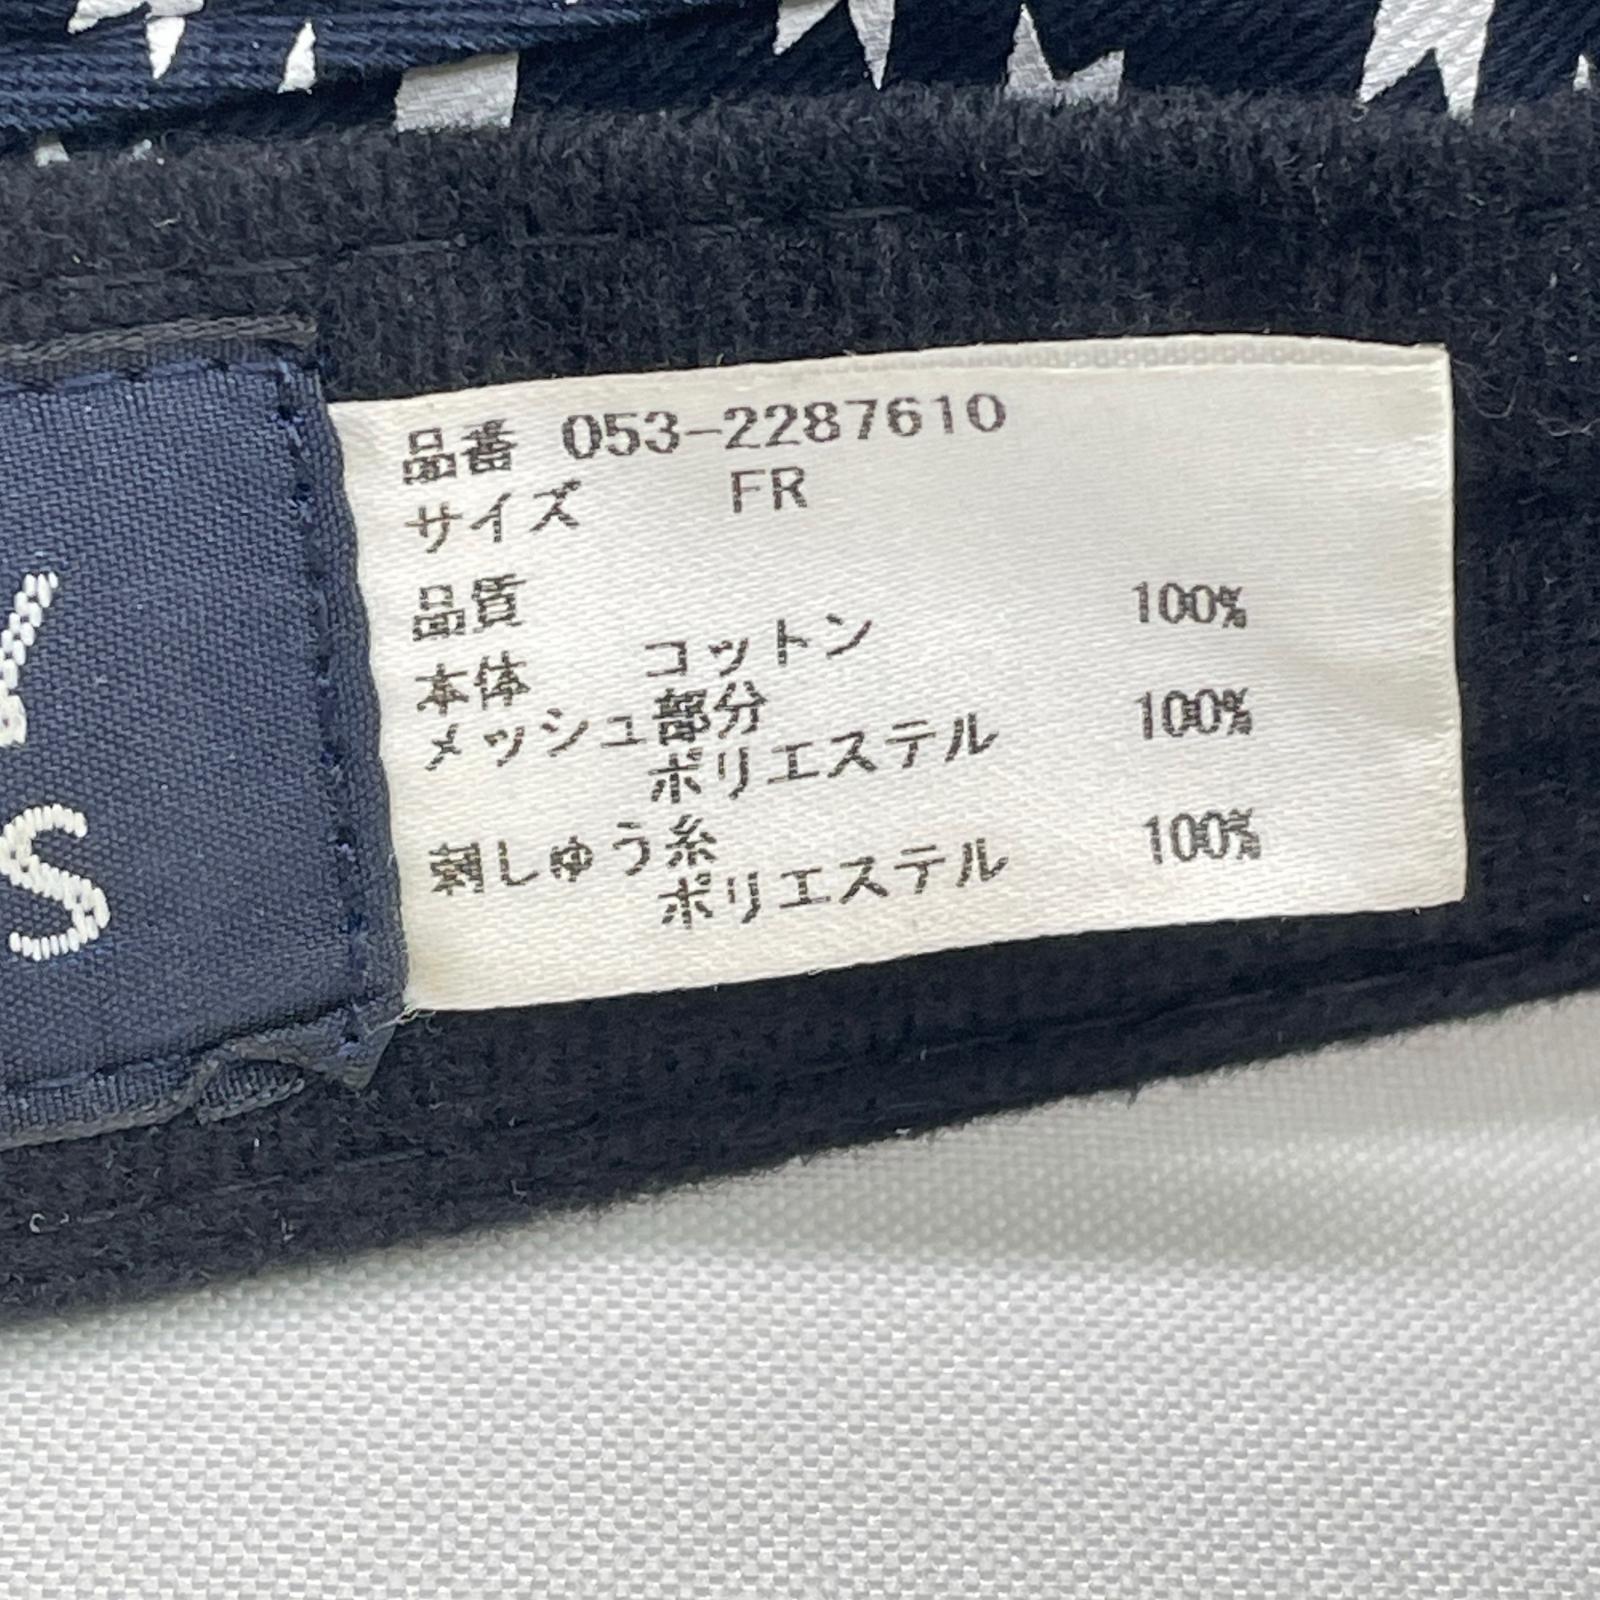 品番 053-2287610
サイズ FR
品質
本体 コットン 100%
メッシュ部分
ポリエステル 100%
刺しゅう糸
ポリエステル 100%
S